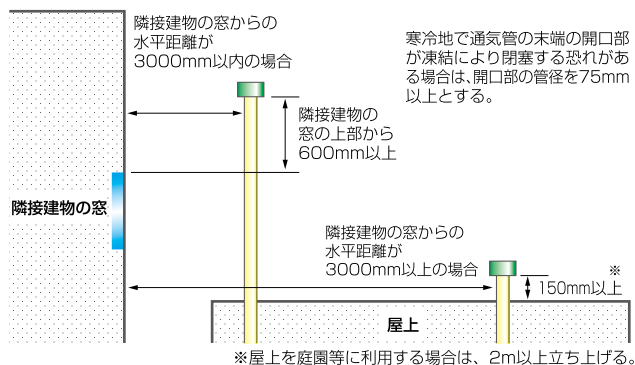 隣接建物の窓からの
水平距離が
3000mm以内の場合
寒冷地で通気管の末端の開口部
が凍結により閉塞する恐れがあ
る場合は、開口部の管径を75mm
以上とする。
隣接建物の
窓の上部から
600mm以上
隣接建物の窓
隣接建物の窓からの
水平距離が
3000mm以上の場合
※
150mm以上
屋上
※屋上を庭園等に利用する場合は、2m以上立ち上げる。